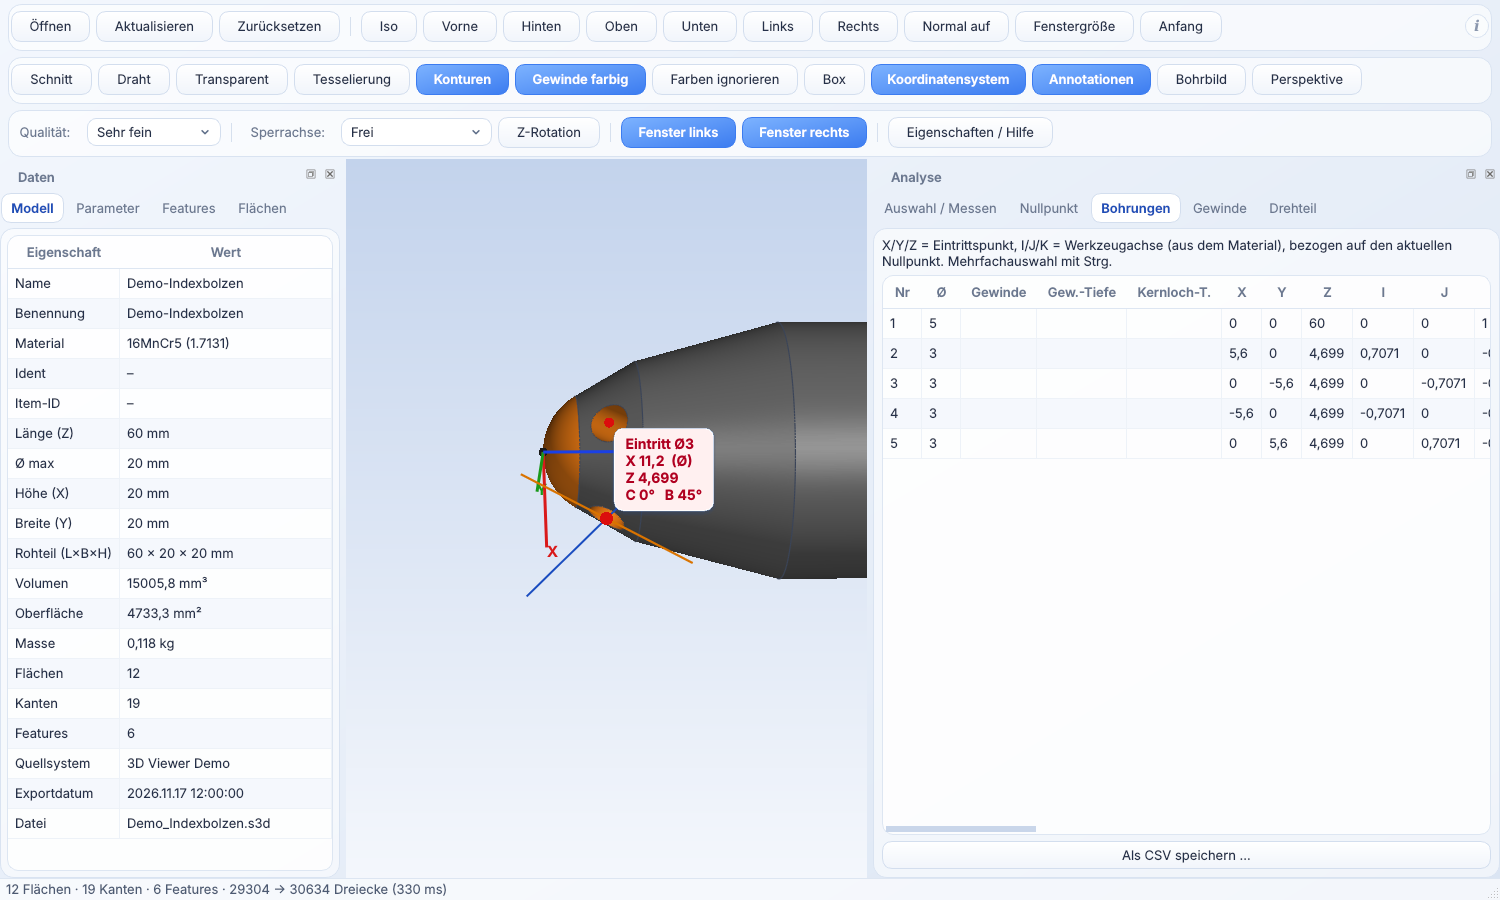 Öffnen Aktualisieren Zurücksetzen Iso Vorne Hinten Oben Unten Links Rechts Normal auf Fenstergröße Anfang i
Schnitt Draht Transparent Tesselierung Konturen Gewinde farbig Farben ignorieren Box Koordinatensystem Annotationen Bohrbild Perspektive
Qualität: Sehr fein Sperrachse: Frei Z-Rotation Fenster links Fenster rechts Eigenschaften / Hilfe
Daten
Modell Parameter Features Flächen
Eigenschaft Wert
Name Demo-Indexbolzen
Benennung Demo-Indexbolzen
Material 16MnCr5 (1.7131)
Ident –
Item-ID –
Länge (Z) 60 mm
Ø max 20 mm
Höhe (X) 20 mm
Breite (Y) 20 mm
Rohteil (L×B×H) 60 × 20 × 20 mm
Volumen 15005,8 mm³
Oberfläche 4733,3 mm²
Masse 0,118 kg
Flächen 12
Kanten 19
Features 6
Quellsystem 3D Viewer Demo
Exportdatum 2026.11.17 12:00:00
Datei Demo_Indexbolzen.s3d
Eintritt Ø3
X 11,2 (Ø)
Z 4,699
C 0° B 45°
X
Analyse
Auswahl / Messen Nullpunkt Bohrungen Gewinde Drehteil
X/Y/Z = Eintrittspunkt, I/J/K = Werkzeugachse (aus dem Material), bezogen auf den aktuellen
Nullpunkt. Mehrfachauswahl mit Strg.
Nr Ø Gewinde Gew.-Tiefe Kernloch-T. X Y Z I J
1 5 0 0 60 0 0 1
2 3 5,6 0 4,699 0,7071 0
3 3 0 -5,6 4,699 0 -0,7071
4 3 -5,6 0 4,699 -0,7071 0
5 3 0 5,6 4,699 0 0,7071
Als CSV speichern ...
12 Flächen · 19 Kanten · 6 Features · 29304 → 30634 Dreiecke (330 ms)